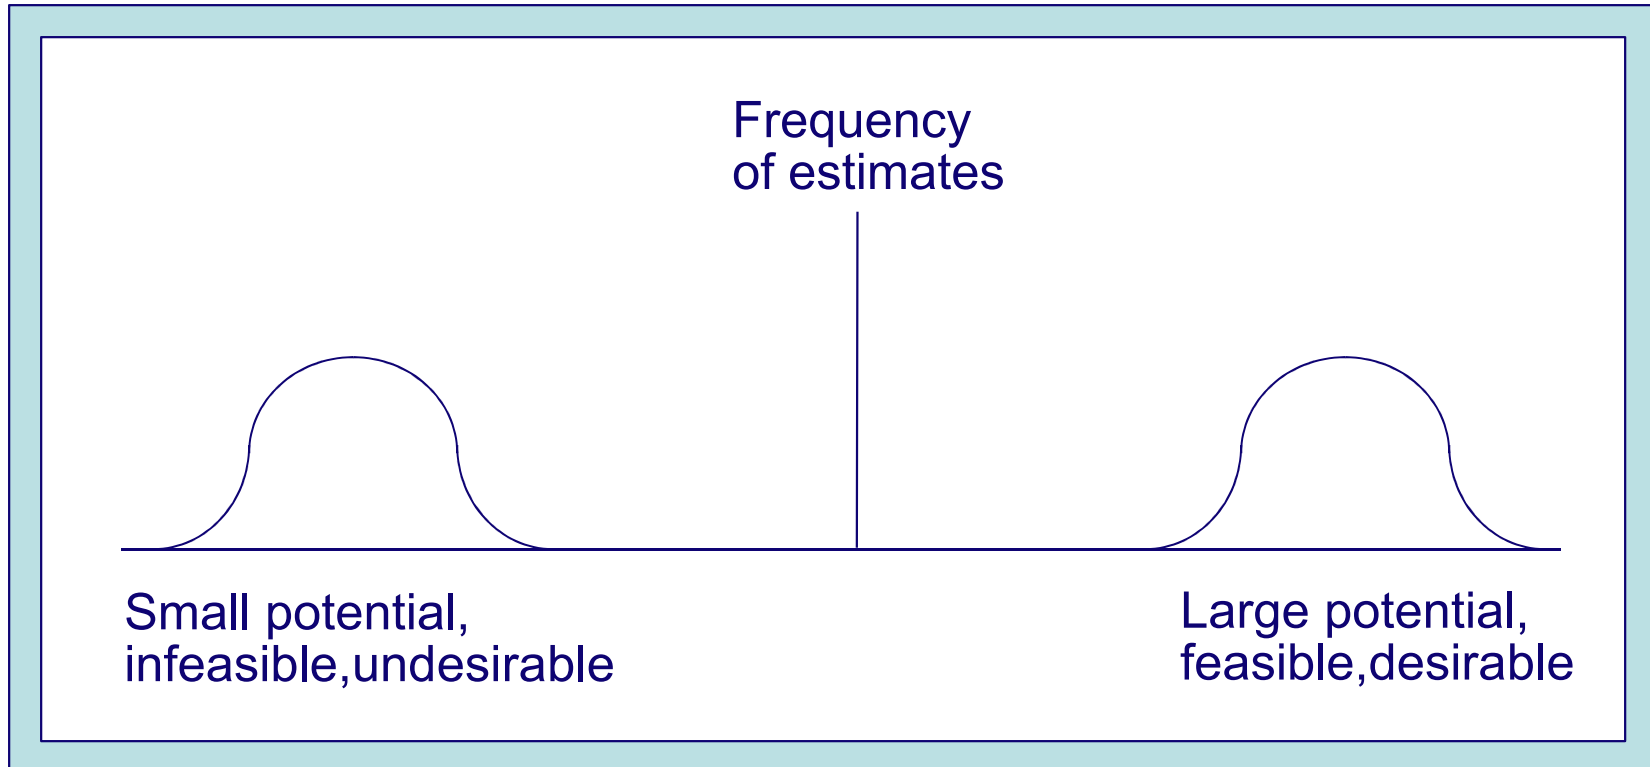 Frequency
of estimates
Small potential,
infeasible,undesirable
Large potential,
feasible,desirable